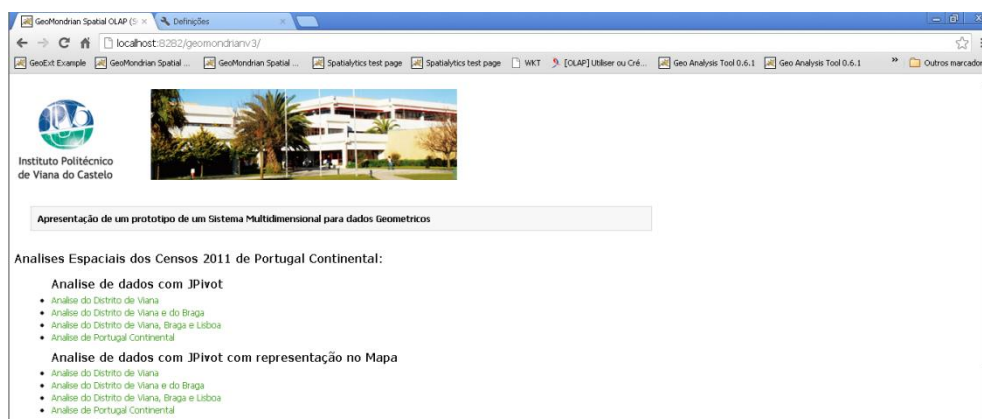 GeoMondrian Spatial OLAP (S
Definições
localhost:8282/geomondrianv3/
GeoExt Example GeoMondrian Spatial ... GeoMondrian Spatial ... Spatialytics test page Spatialytics test page WKT [OLAP] Utiliser ou Cré... Geo Analysis Tool 0.6.1 Geo Analysis Tool 0.6.1 » Outros marcador
Instituto Politécnico
de Viana do Castelo
Apresentação de um prototipo de um Sistema Multidimensional para dados Geometricos
Analises Espaciais dos Censos 2011 de Portugal Continental:
Analise de dados com JPivot
• Analise do Distrito de Viana
• Analise do Distrito de Viana e do Braga
• Analise do Distrito de Viana, Braga e Lisboa
• Analise de Portugal Continental
Analise de dados com JPivot com representação no Mapa
• Analise do Distrito de Viana
• Analise do Distrito de Viana e do Braga
• Analise do Distrito de Viana, Braga e Lisboa
• Analise de Portugal Continental